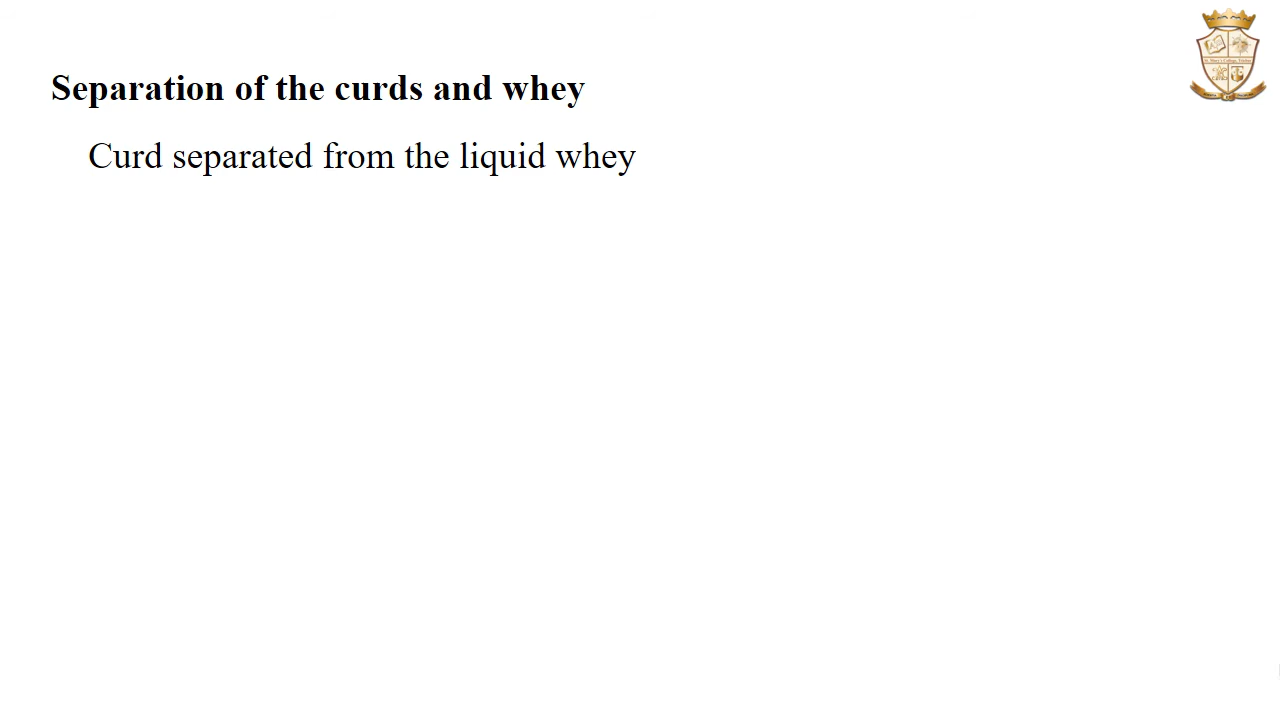 Separation of the curds and whey
Curd separated from the liquid whey